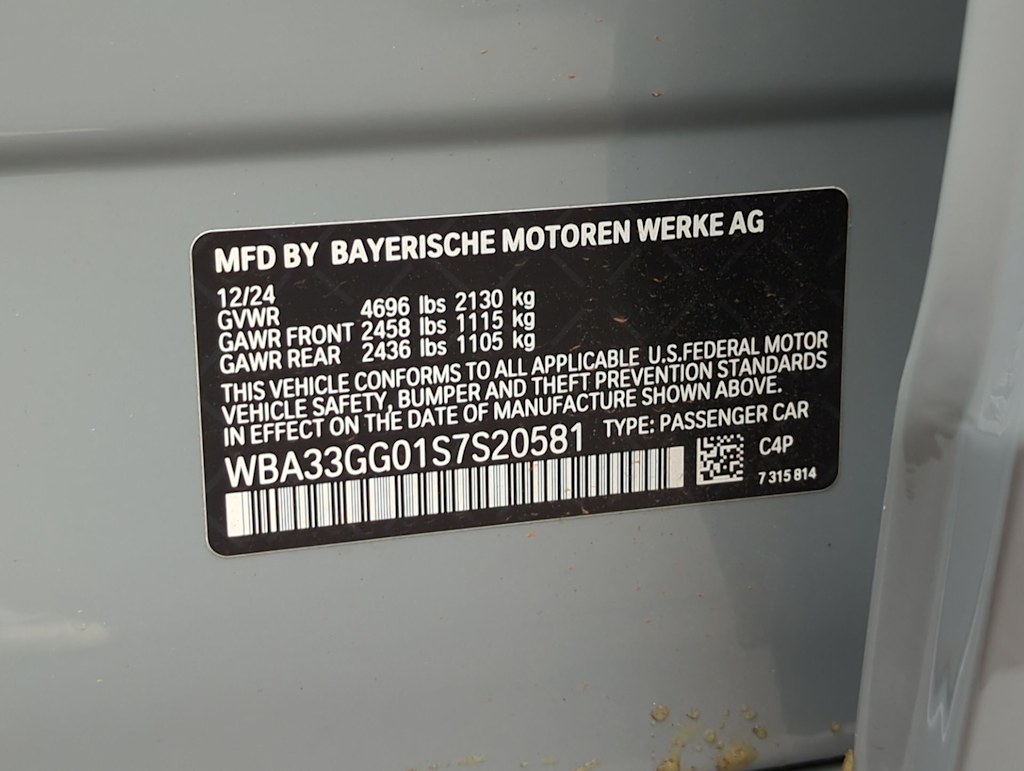 MFD BY BAYERISCHE MOTOREN WERKE AG
12/24
GVWR 4696 lbs 2130 kg
GAWR FRONT 2458 lbs 1115 kg
GAWR REAR 2436 lbs 1105 kg
THIS VEHICLE CONFORMS TO ALL APPLICABLE U.S.FEDERAL MOTOR
VEHICLE SAFETY, BUMPER AND THEFT PREVENTION STANDARDS
IN EFFECT ON THE DATE OF MANUFACTURE SHOWN ABOVE.
WBA33GG01S7S20581 TYPE: PASSENGER CAR
C4P
7 315 814